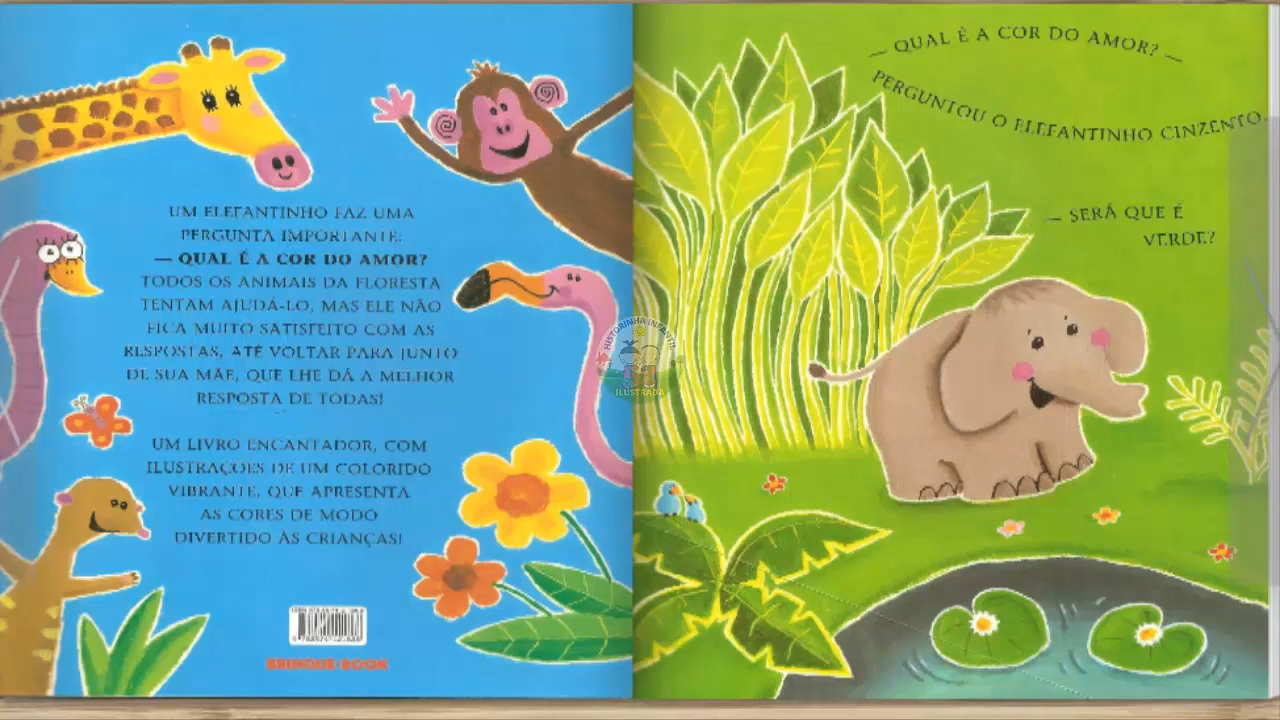 UM ELEFANTINHO FAZ UMA
PERGUNTA IMPORTANTE:
— QUAL É A COR DO AMOR?
TODOS OS ANIMAIS DA FLORESTA
TENTAM AJUDÁ-LO, MAS ELE NÃO
FICA MUITO SATISFEITO COM AS
RESPOSTAS, ATÉ VOLTAR PARA JUNTO
DE SUA MÃE, QUE LHE DÁ A MELHOR
RESPOSTA DE TODAS!
UM LIVRO ENCANTADOR, COM
ILUSTRAÇÕES DE UM COLORIDO
VIBRANTE, QUE APRESENTA
AS CORES DE MODO
DIVERTIDO ÀS CRIANÇAS!
BRINQUE-BOOK
HISTORINHA INFANTIL
ILUSTRADA
— QUAL É A COR DO AMOR? —
PERGUNTOU O ELEFANTINHO CINZENTO.
— SERÁ QUE É
VERDE?